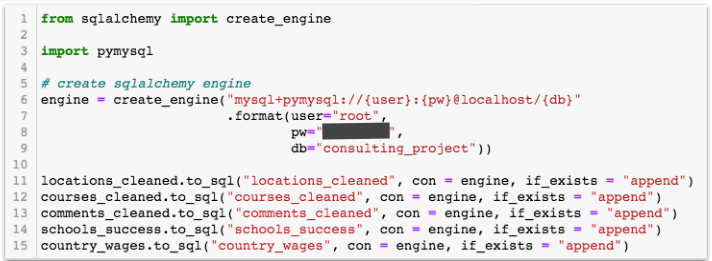 1 from sqlalchemy import create_engine
2
3 import pymysql
4
5 # create sqlalchemy engine
6 engine = create_engine("mysql+pymysql://{user}:{pw}@localhost/{db}"
7 .format(user="root",
8 pw="",
9 db="consulting_project"))
10
11 locations_cleaned.to_sql("locations_cleaned", con = engine, if_exists = "append")
12 courses_cleaned.to_sql("courses_cleaned", con = engine, if_exists = "append")
13 comments_cleaned.to_sql("comments_cleaned", con = engine, if_exists = "append")
14 schools_success.to_sql("schools_success", con = engine, if_exists = "append")
15 country_wages.to_sql("country_wages", con = engine, if_exists = "append")